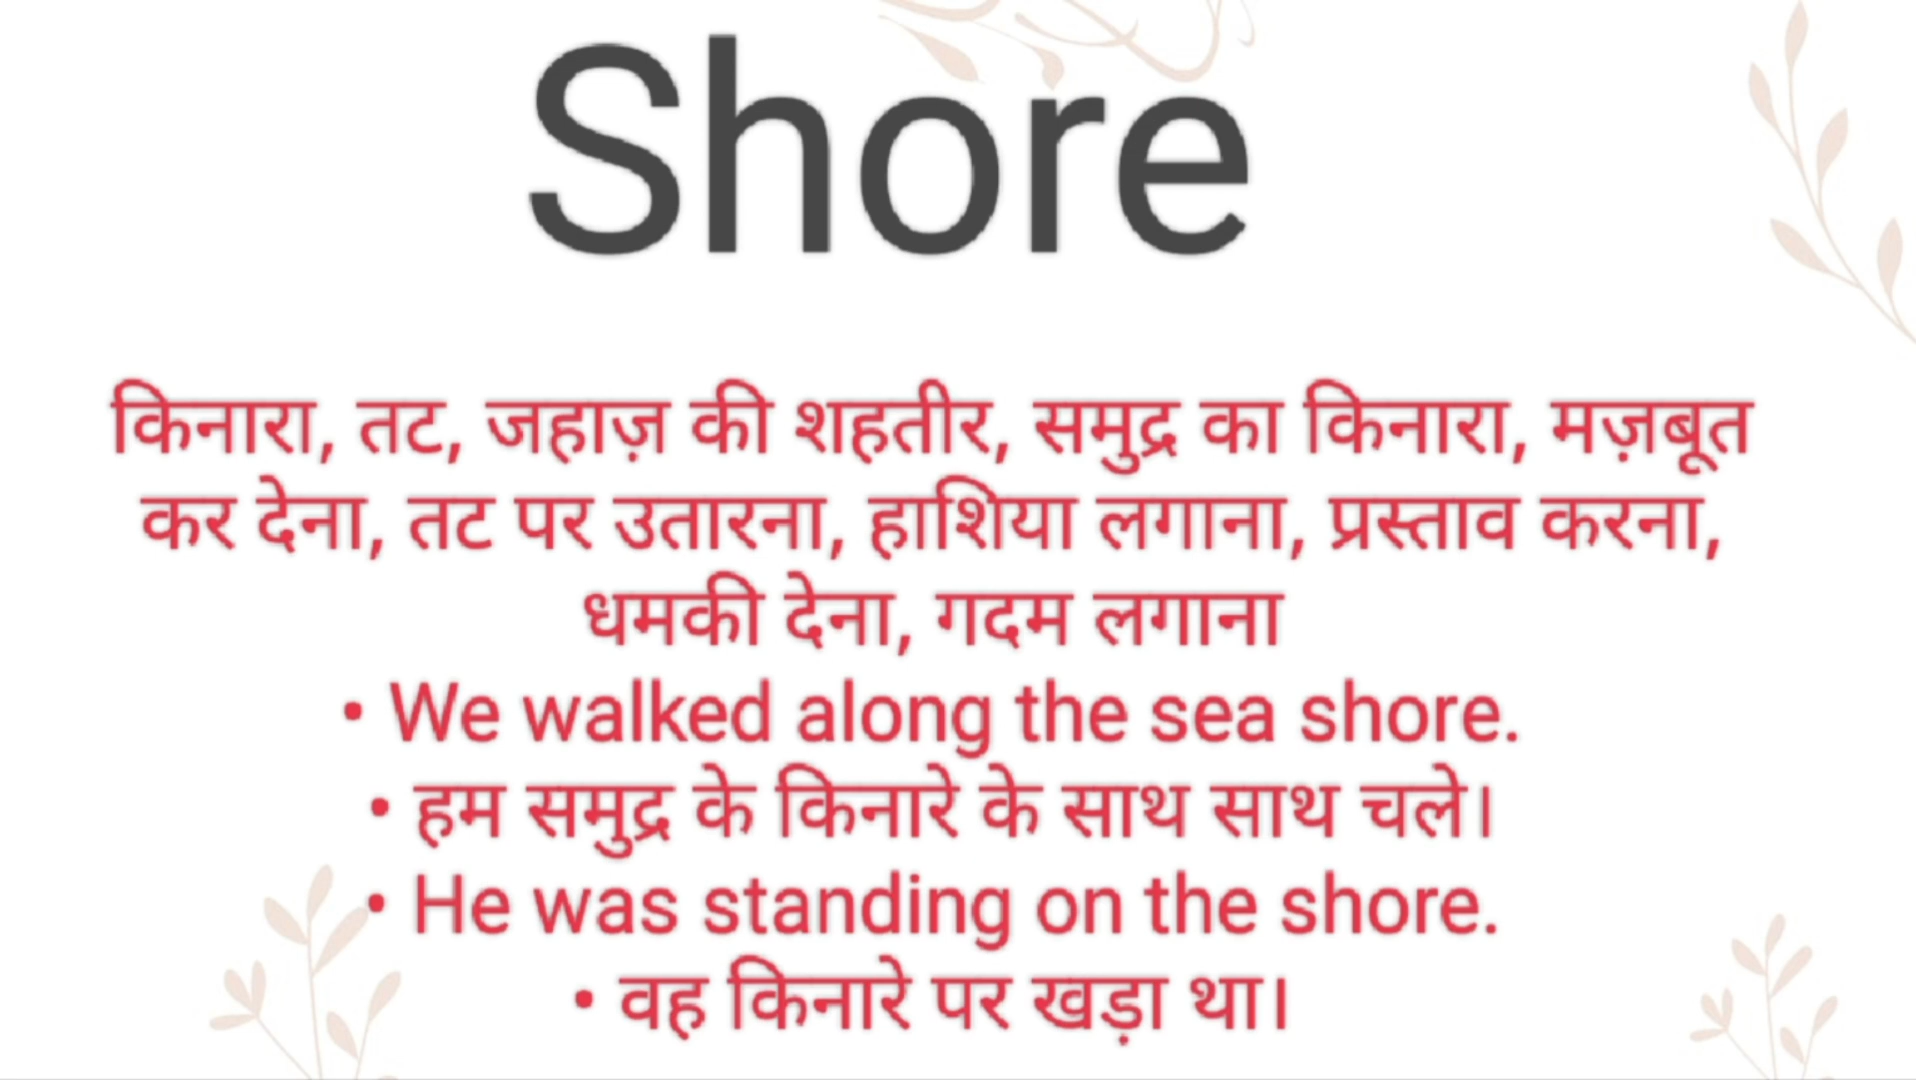 Shore
किनारा, तट, जहाज़ की शहतीर, समुद्र का किनारा, मज़बूत
कर देना, तट पर उतारना, हाशिया लगाना, प्रस्ताव करना,
धमकी देना, गदम लगाना
• We walked along the sea shore.
• हम समुद्र के किनारे के साथ साथ चले।
• He was standing on the shore.
• वह किनारे पर खड़ा था।